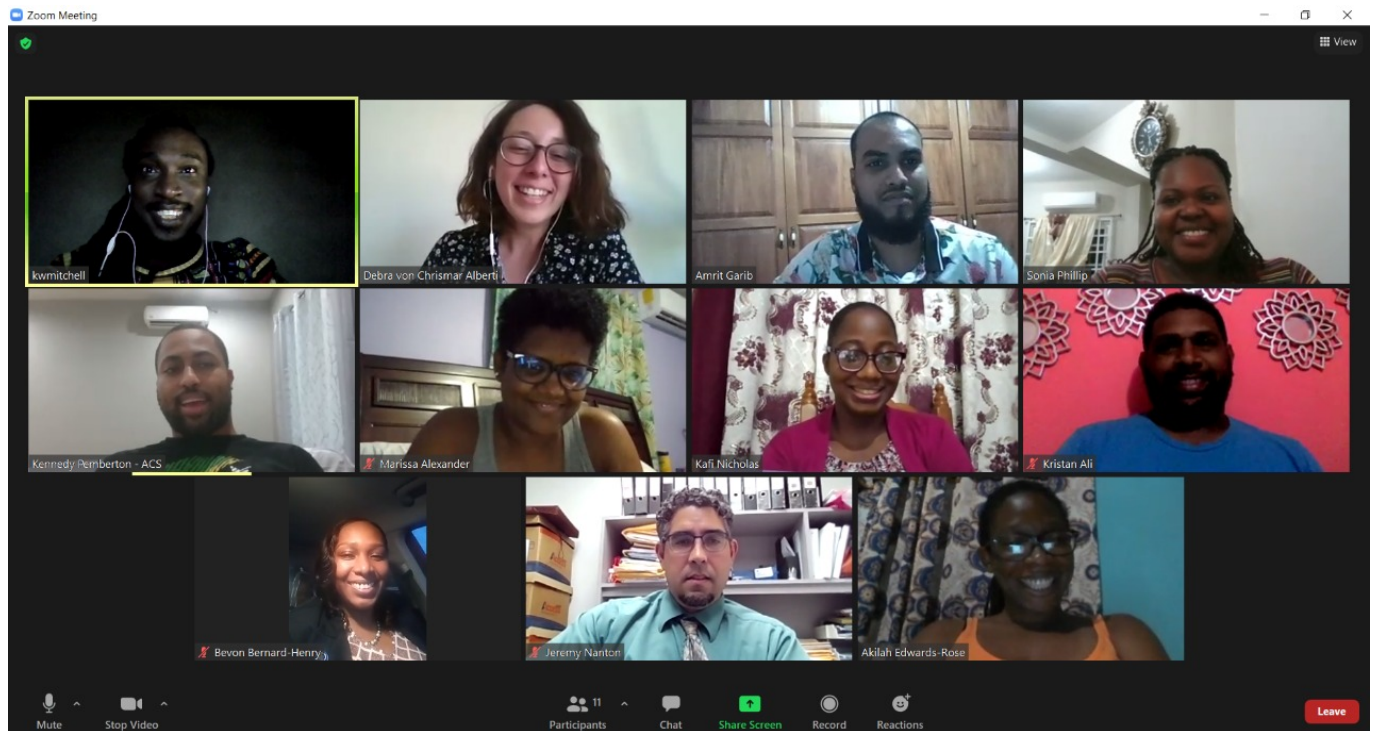 Zoom Meeting
View
kwmitchell
Debra von Chrismar Alberti
Amrit Garib
Sonia Phillip
Kennedy Pemberton - ACS
Marissa Alexander
Kafi Nicholas
Kristan Ali
Bevon Bernard-Henry
Jeremy Nanton
Akilah Edwards-Rose
11
Mute
Stop Video
Participants
Chat
Share Screen
Record
Reactions
Leave